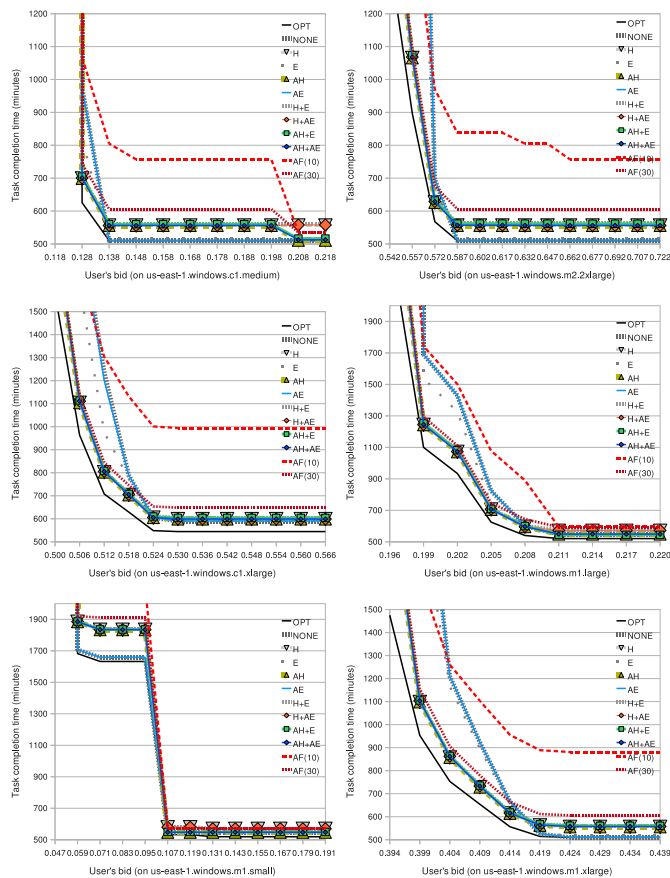 1200
1100
1000
900
800
700
600
500
Task completion time (minutes)
0.118 0.128 0.138 0.148 0.158 0.168 0.178 0.188 0.198 0.208 0.218
User's bid (on us-east-1.windows.c1.medium)
OPT
NONE
H
E
AH
AE
H+E
H+AE
AH+E
AH+AE
AF(10)
AF(30)
1200
1100
1000
900
800
700
600
500
Task completion time (minutes)
0.542 0.557 0.572 0.587 0.602 0.617 0.632 0.647 0.662 0.677 0.692 0.707 0.722
User's bid (on us-east-1.windows.m2.2xlarge)
OPT
NONE
H
E
AH
AE
H+E
H+AE
AH+E
AH+AE
AF(10)
AF(30)
1500
1400
1300
1200
1100
1000
900
800
700
600
500
Task completion time (minutes)
0.500 0.506 0.512 0.518 0.524 0.530 0.536 0.542 0.548 0.554 0.560 0.566
User's bid (on us-east-1.windows.c1.xlarge)
OPT
NONE
H
E
AH
AE
H+E
H+AE
AH+E
AH+AE
AF(10)
AF(30)
1900
1700
1500
1300
1100
900
700
500
Task completion time (minutes)
0.196 0.199 0.202 0.205 0.208 0.211 0.214 0.217 0.220
User's bid (on us-east-1.windows.m1.large)
OPT
NONE
H
E
AH
AE
H+E
H+AE
AH+E
AH+AE
AF(10)
AF(30)
1900
1700
1500
1300
1100
900
700
500
Task completion time (minutes)
0.047 0.059 0.071 0.083 0.095 0.107 0.119 0.131 0.143 0.155 0.167 0.179 0.191
User's bid (on us-east-1.windows.m1.small)
OPT
NONE
H
E
AH
AE
H+E
H+AE
AH+E
AH+AE
AF(10)
AF(30)
1500
1400
1300
1200
1100
1000
900
800
700
600
500
Task completion time (minutes)
0.394 0.399 0.404 0.409 0.414 0.419 0.424 0.429 0.434 0.439
User's bid (on us-east-1.windows.m1.xlarge)
OPT
NONE
H
E
AH
AE
H+E
H+AE
AH+E
AH+AE
AF(10)
AF(30)